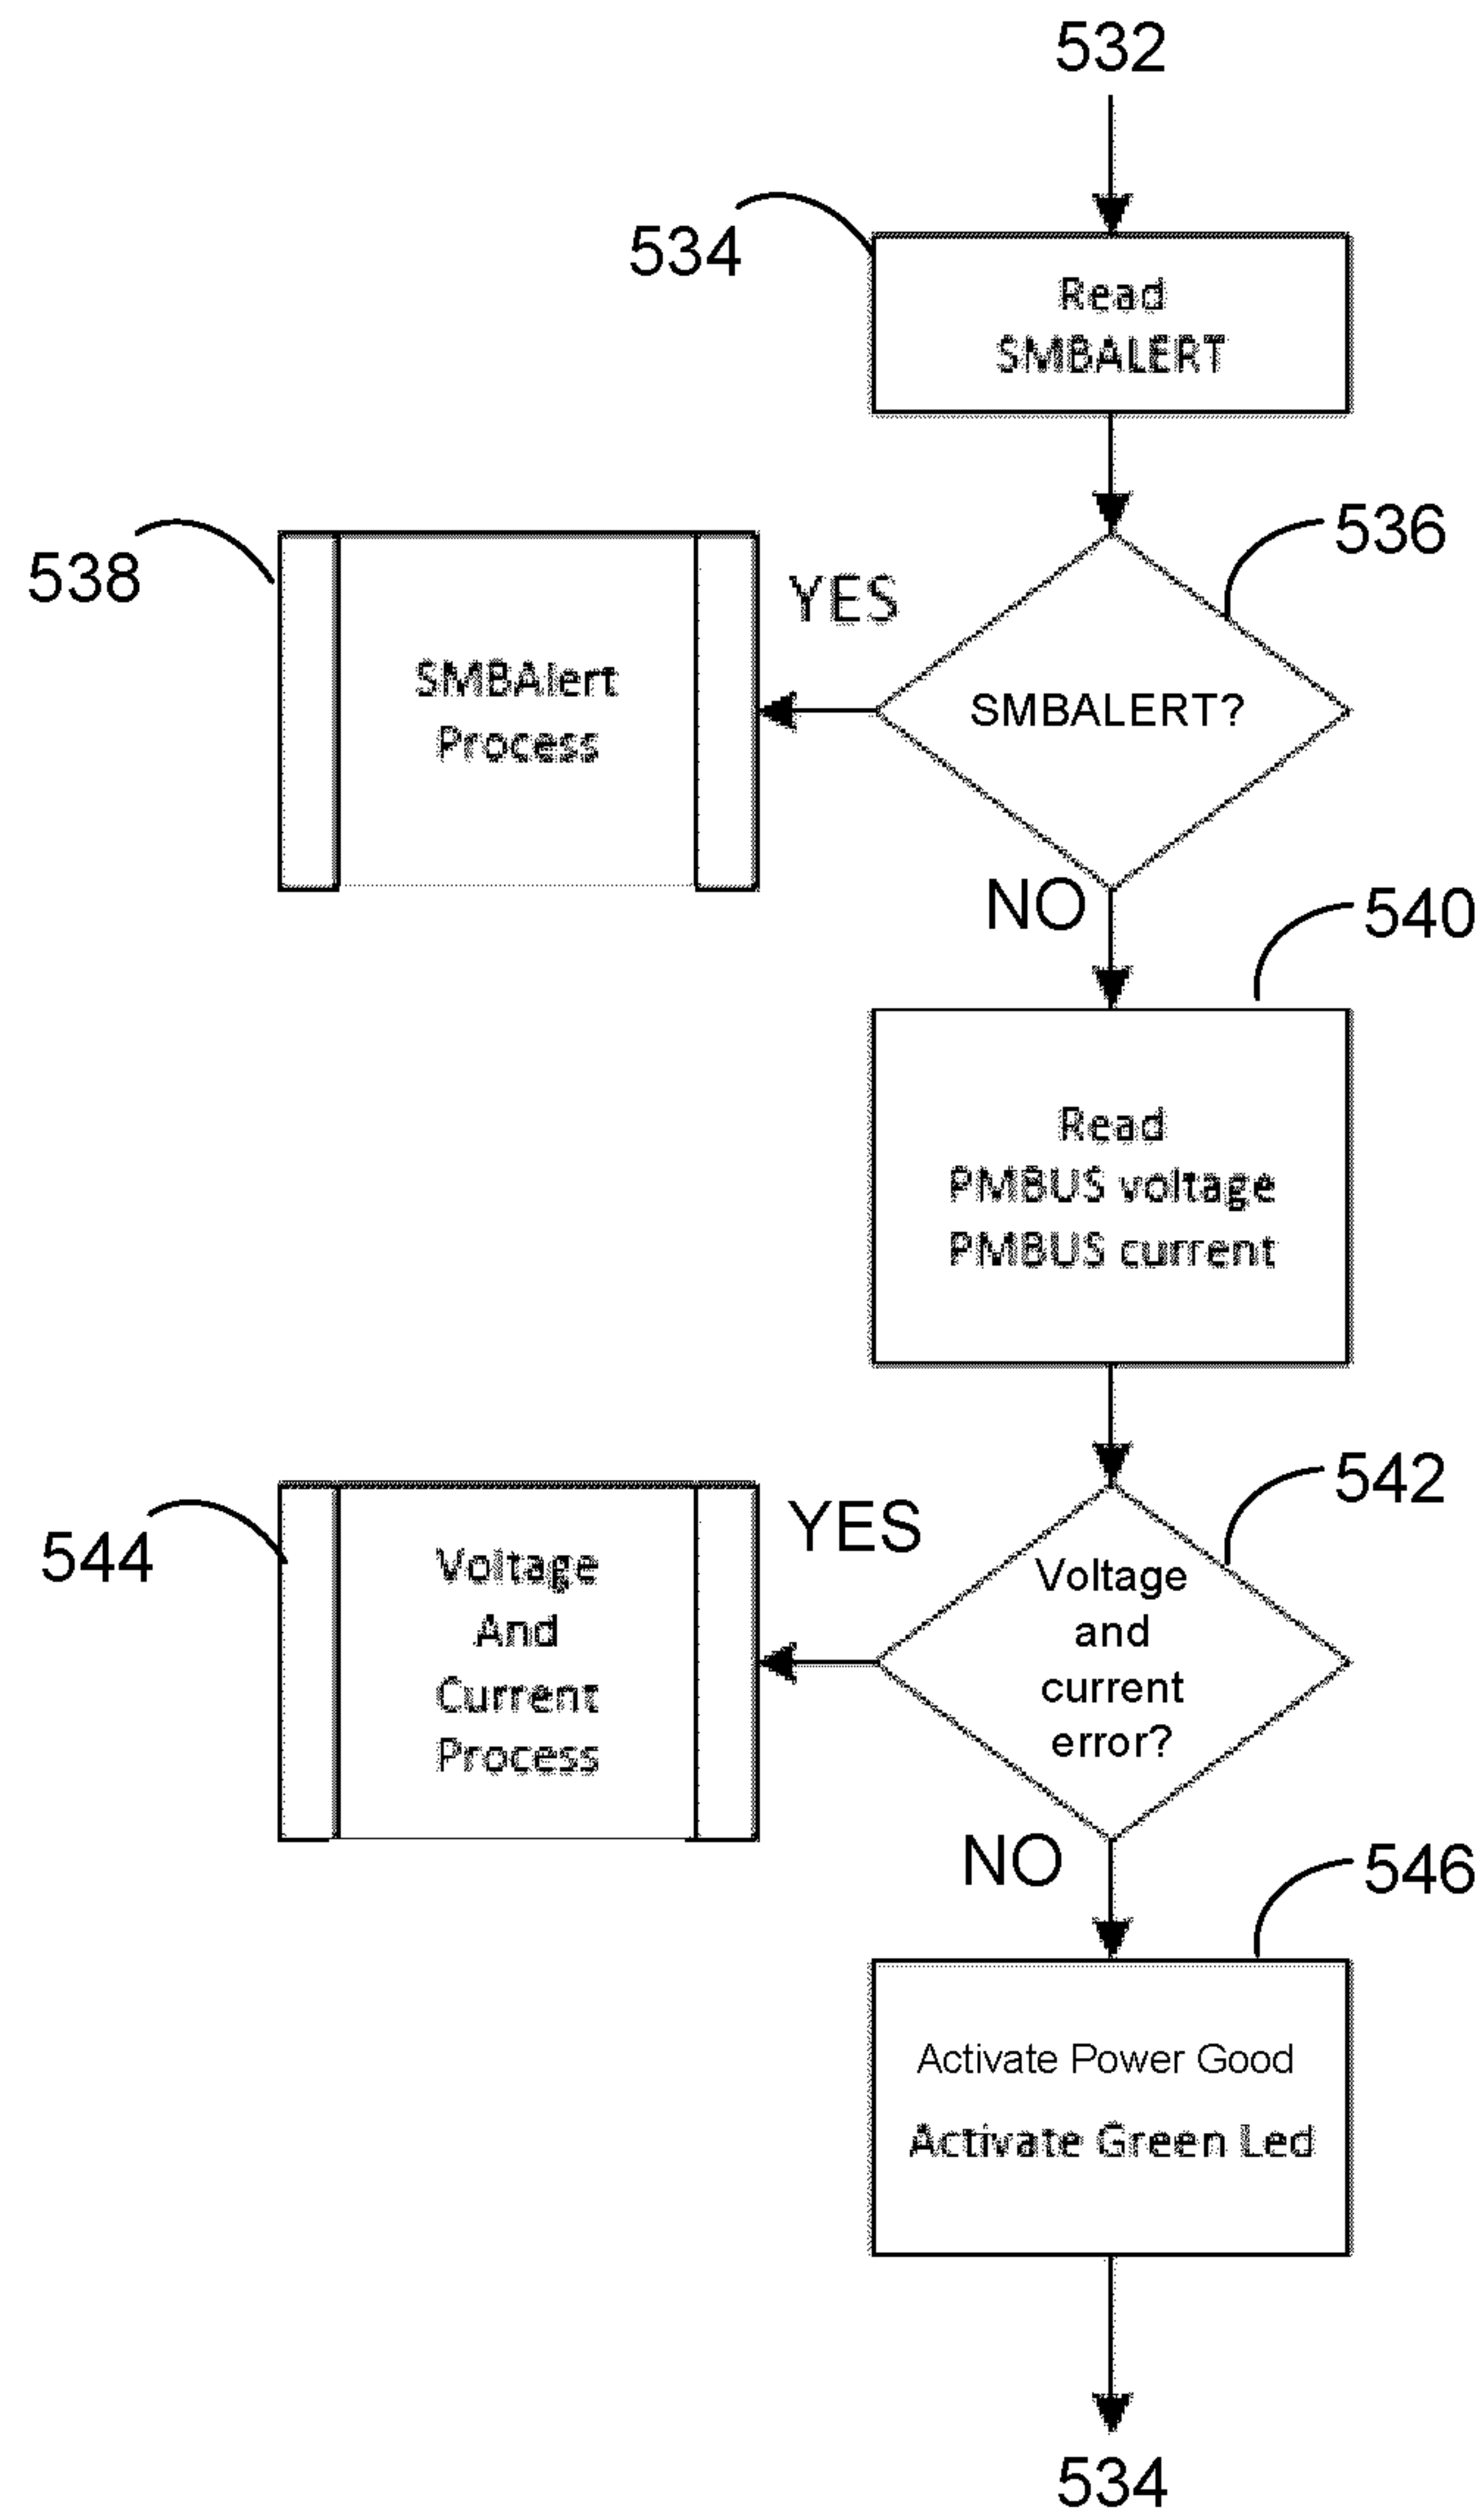 532
534
Read
SMBALERT
536
538
YES
SMBAlert
Process
SMBALERT?
NO
540
Read
PMBUS voltage
PMBUS current
542
544
YES
Voltage
And
Current
Process
Voltage
and
current
error?
NO
546
Activate Power Good
Activate Green Led
534